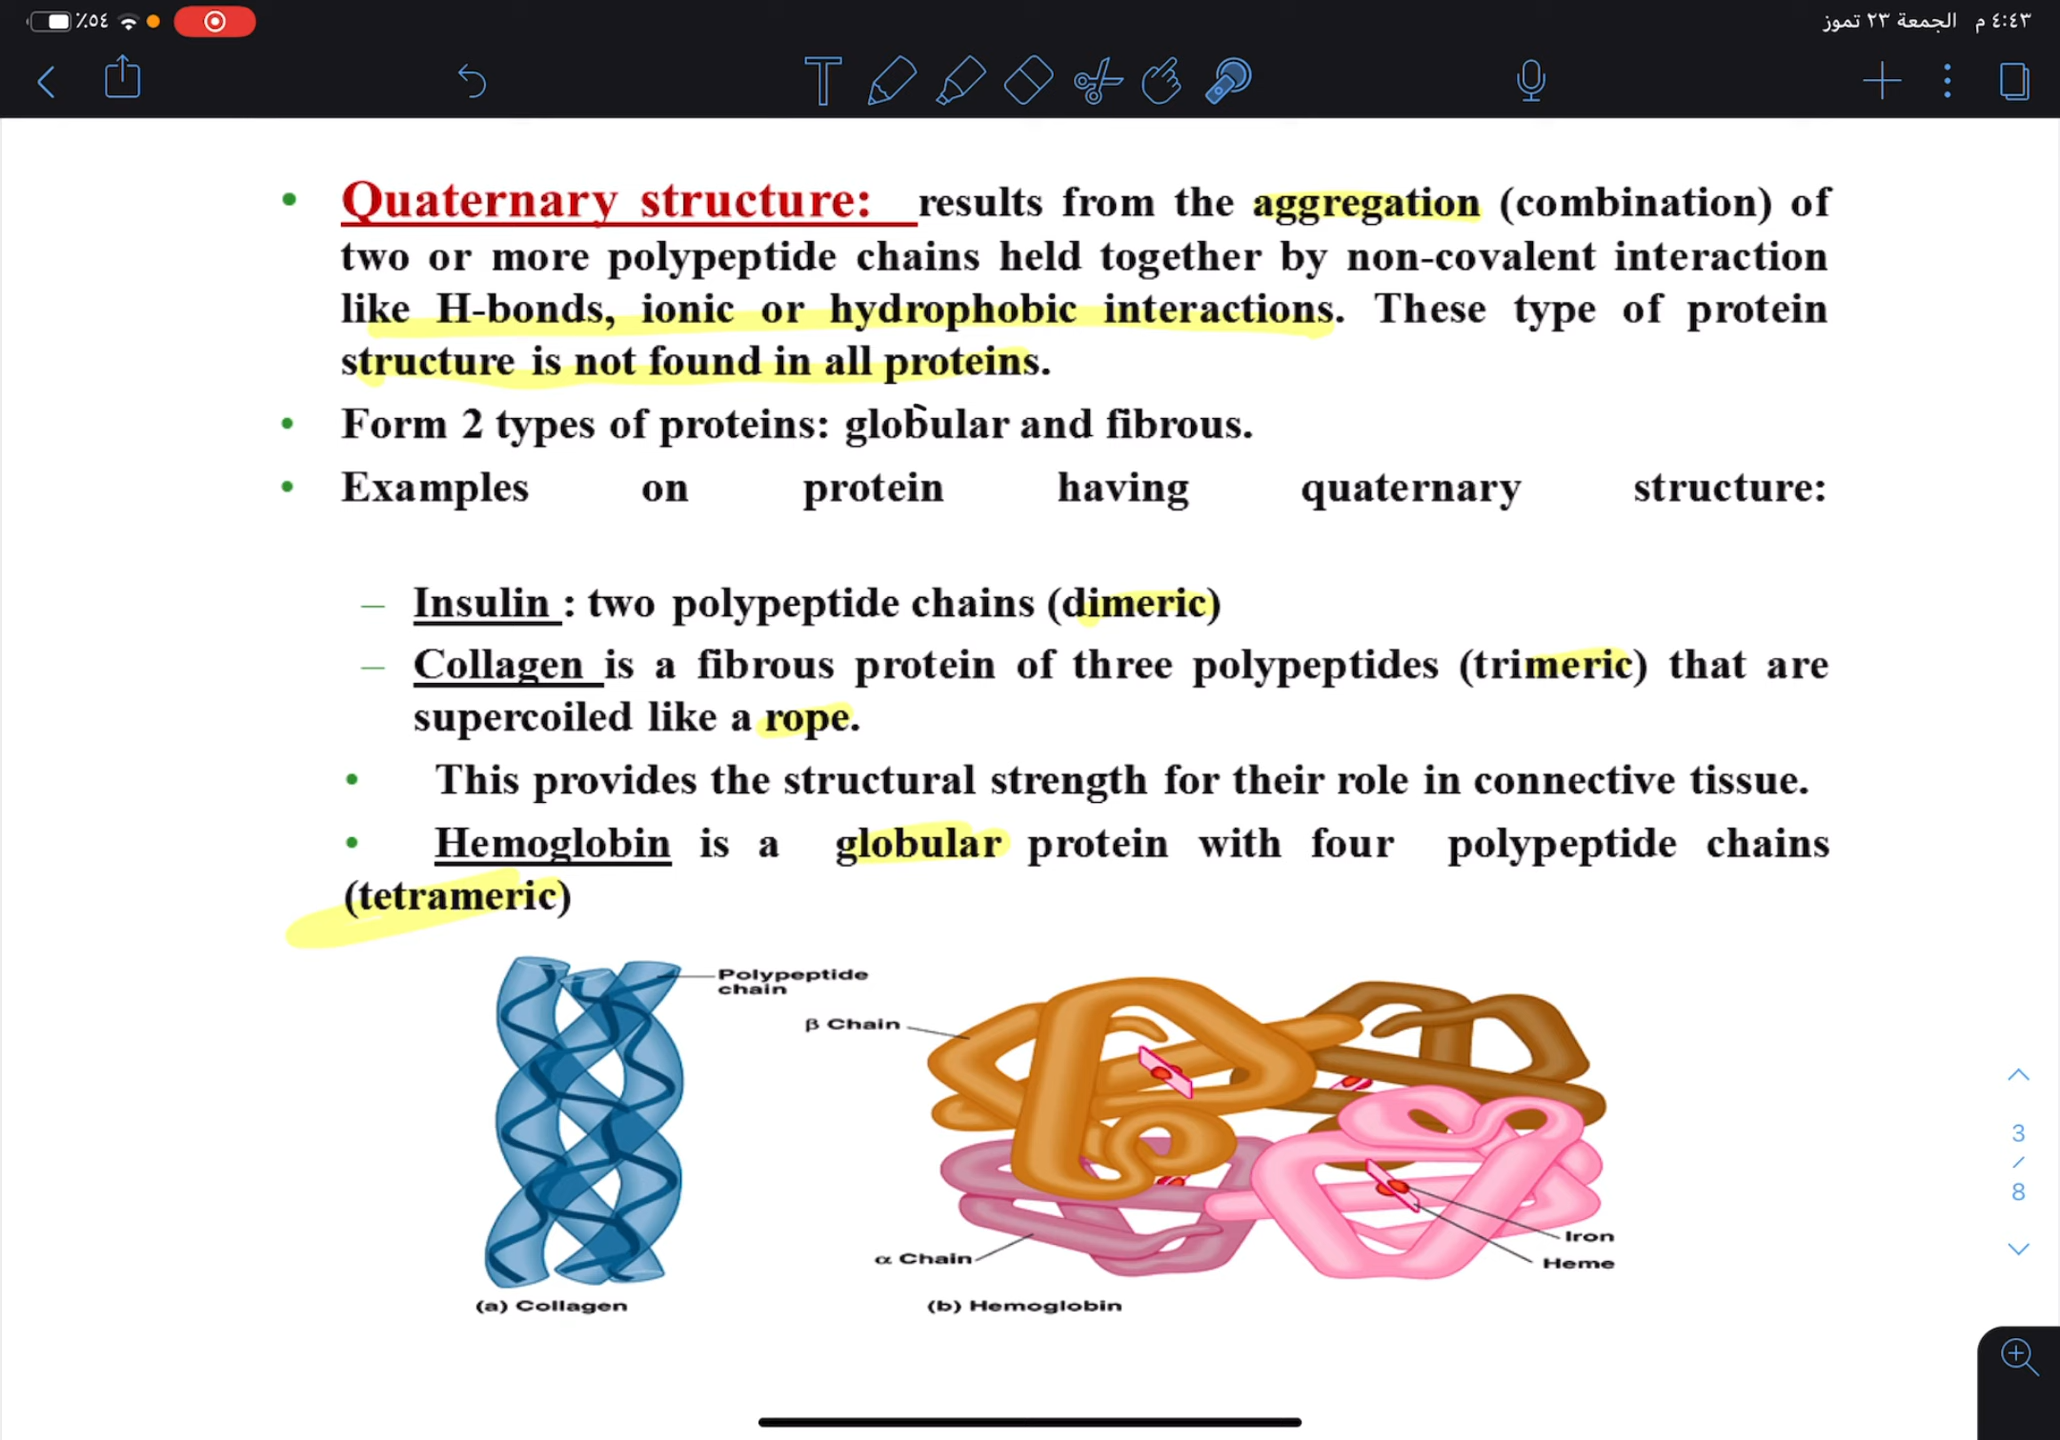 ٪٥٤
٤:٤٣ م الجمعة ٢٣ تموز
Quaternary structure: results from the aggregation (combination) of
two or more polypeptide chains held together by non-covalent interaction
like H-bonds, ionic or hydrophobic interactions. These type of protein
structure is not found in all proteins.
• Form 2 types of proteins: globular and fibrous.
• Examples on protein having quaternary structure:
– Insulin : two polypeptide chains (dimeric)
– Collagen is a fibrous protein of three polypeptides (trimeric) that are
supercoiled like a rope.
• This provides the structural strength for their role in connective tissue.
• Hemoglobin is a globular protein with four polypeptide chains
(tetrameric)
Polypeptide
chain
β Chain
α Chain
Iron
Heme
(a) Collagen
(b) Hemoglobin
3
/
8